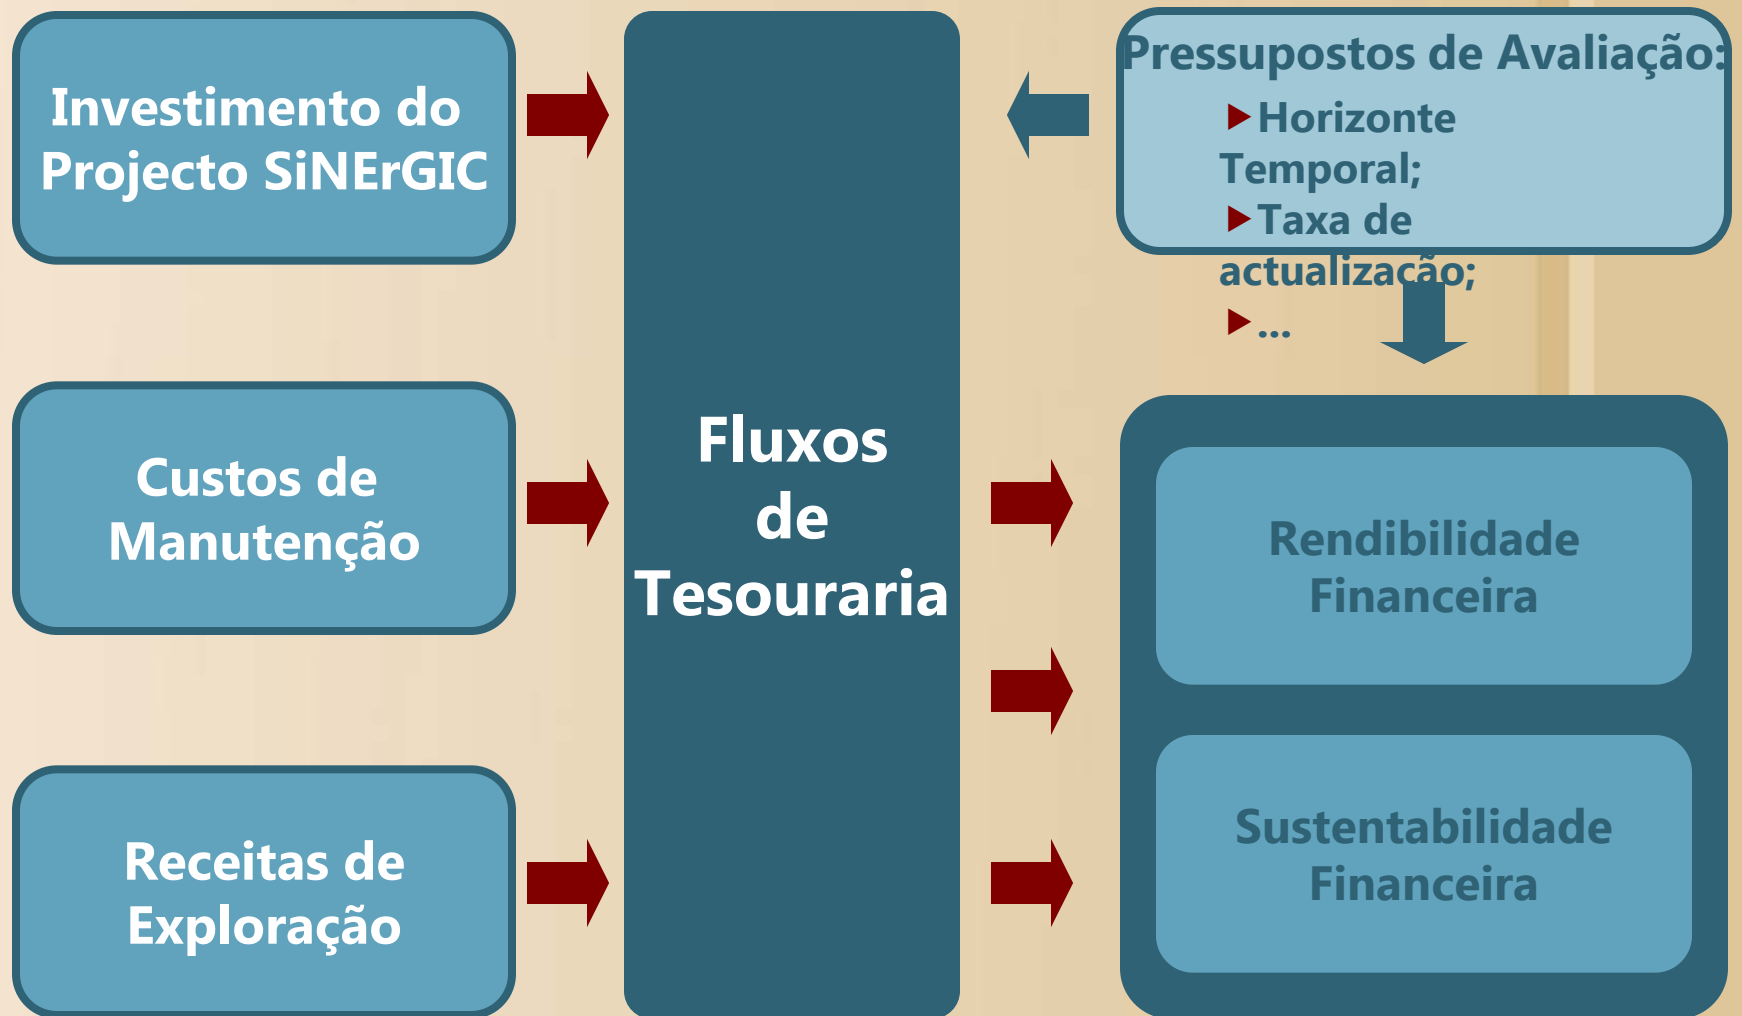 Investimento do
Projecto SiNErGIC
Custos de
Manutenção
Receitas de
Exploração
Fluxos
de
Tesouraria
Pressupostos de Avaliação:
Horizonte
Temporal;
Taxa de
actualização;
...
Rendibilidade
Financeira
Sustentabilidade
Financeira